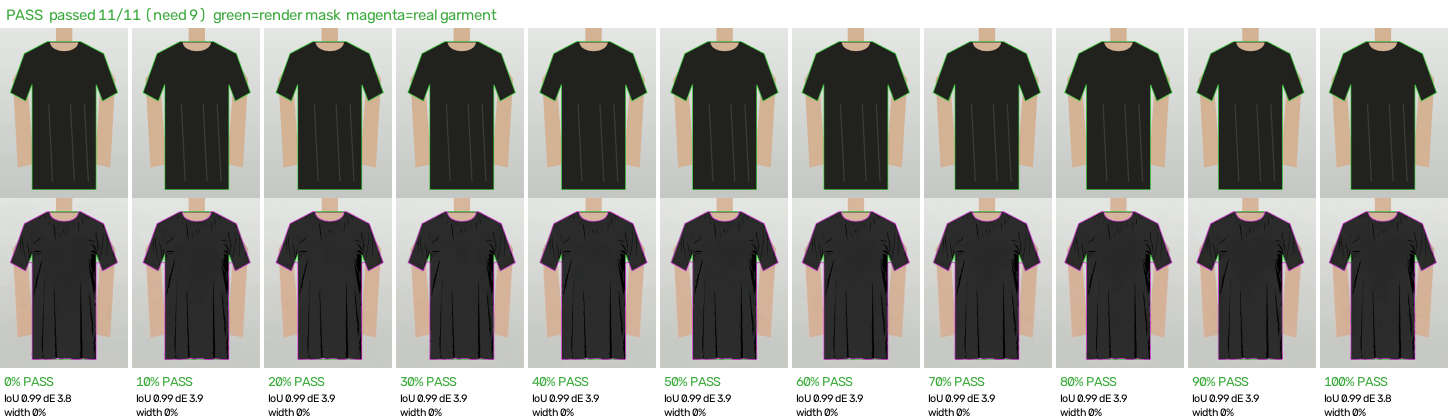 PASS passed 11/11 (need 9) green=render mask magenta=real garment
0% PASS
IoU 0.99 dE 3.8
width 0%
10% PASS
IoU 0.99 dE 3.9
width 0%
20% PASS
IoU 0.99 dE 3.9
width 0%
30% PASS
IoU 0.99 dE 3.9
width 0%
40% PASS
IoU 0.99 dE 3.9
width 0%
50% PASS
IoU 0.99 dE 3.9
width 0%
60% PASS
IoU 0.99 dE 3.9
width 0%
70% PASS
IoU 0.99 dE 3.9
width 0%
80% PASS
IoU 0.99 dE 3.9
width 0%
90% PASS
IoU 0.99 dE 3.9
width 0%
100% PASS
IoU 0.99 dE 3.8
width 0%